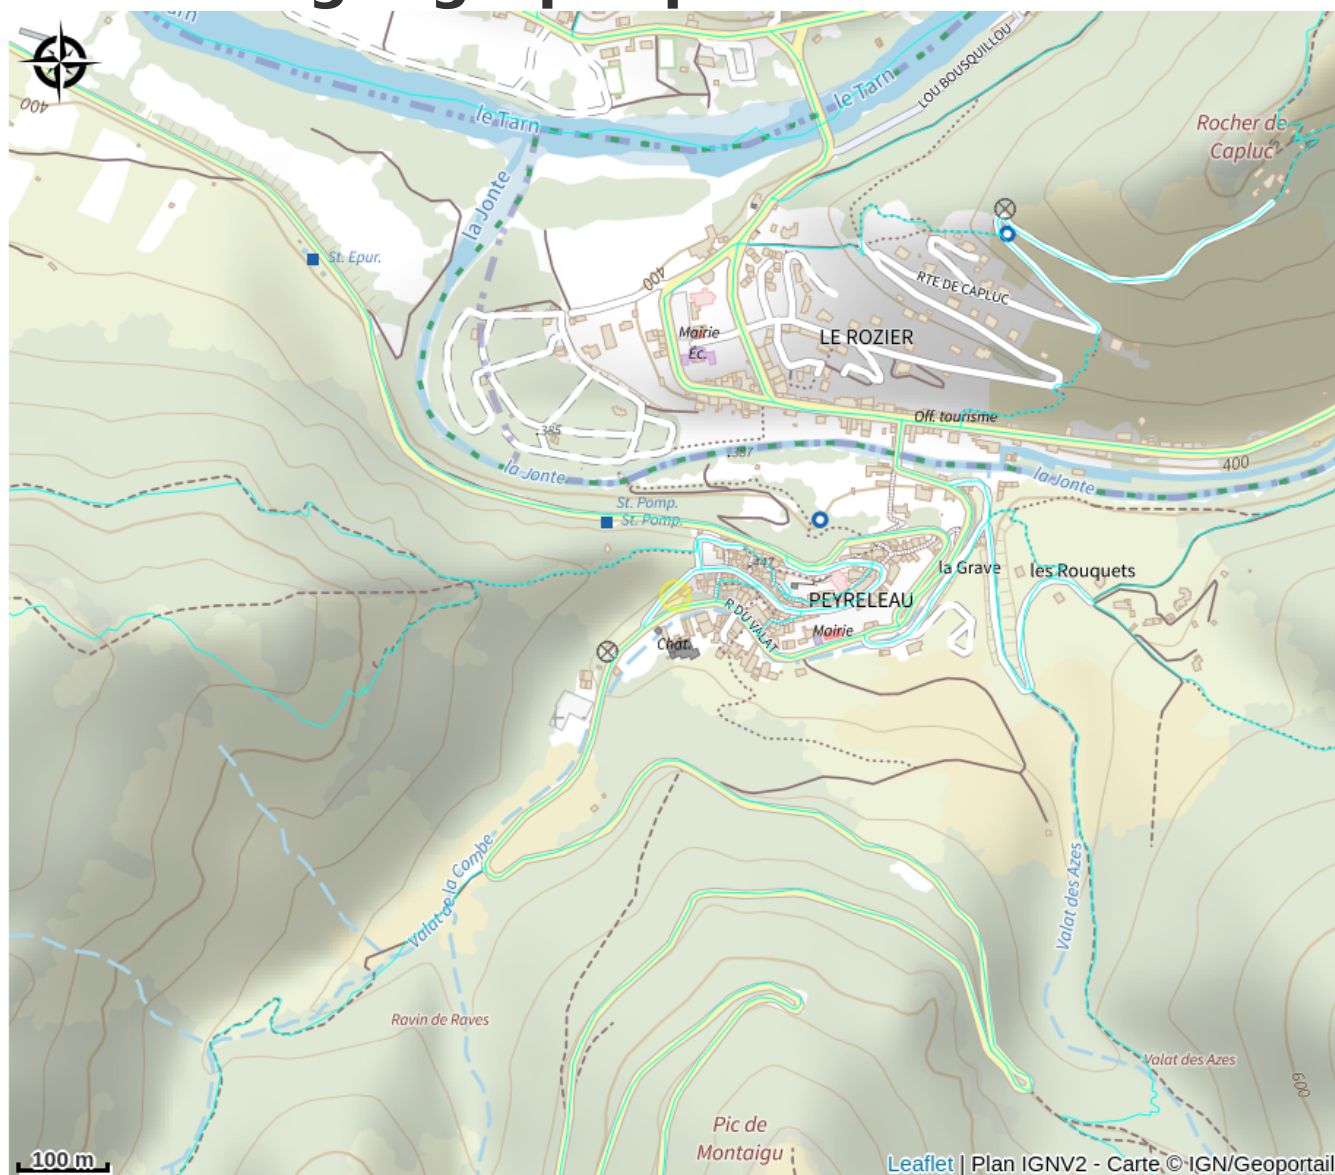 le Tarn
le Tarn
LOU BOUSQUILLOU
Rocher de
Capluc
400
la Jonte
St. Epur.
400
RTE DE CAPLUC
Mairie
LE ROZIER
Éc.
Off. tourisme
.385
.387
la Jonte
400
la Jonte
St. Pomp.
St. Pomp.
.447
la Grave
les Rouquets
PEYRELEAU
R DU VALAT
Mairie
Chât.
Valat de la Combe
Valat des Azes
Ravin de Raves
Valat des Azes
600
Pic de
Montaigu
100 m
Leaflet | Plan IGNV2 - Carte © IGN/Geoportail